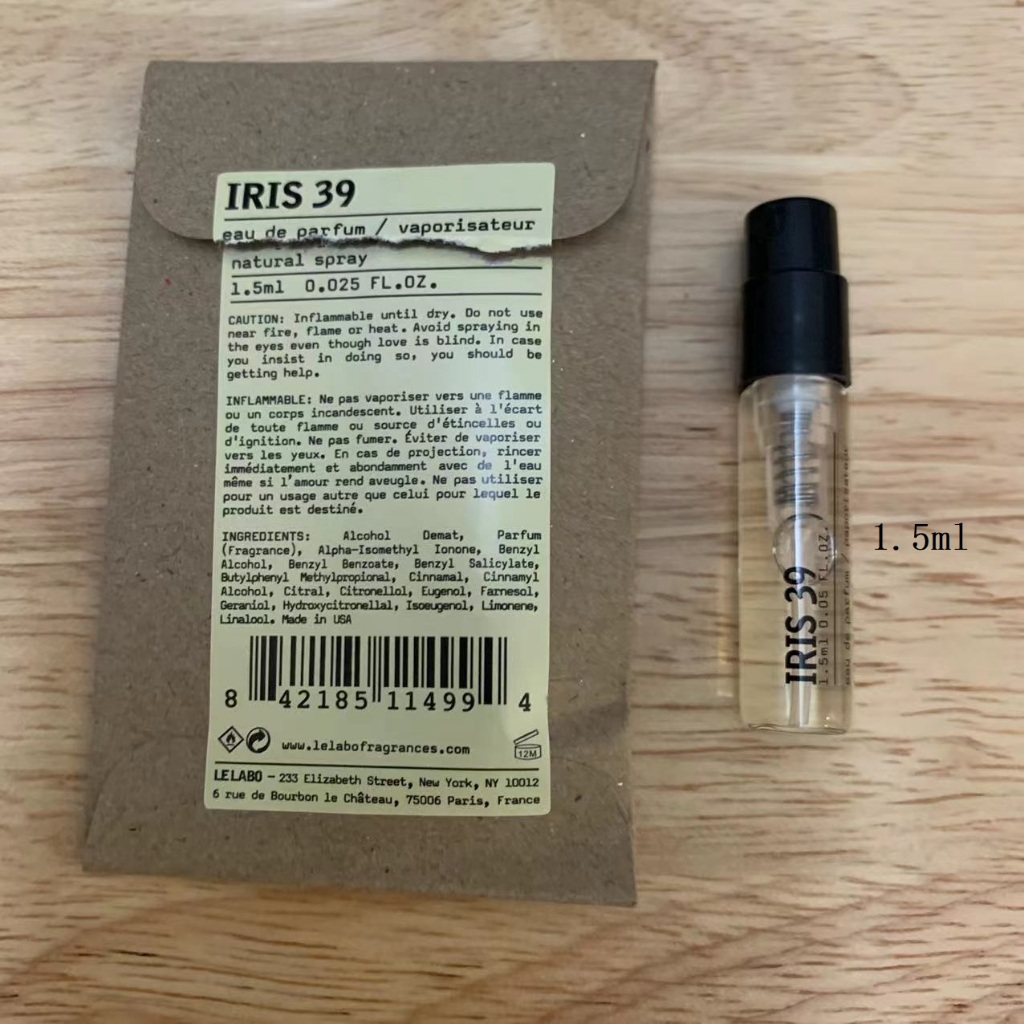 IRIS 39
eau de parfum / vaporisateur
natural spray
1.5ml 0.025 FL.OZ.
CAUTION: Inflammable until dry. Do not use
near fire, flame or heat. Avoid spraying in
the eyes even though love is blind. In case
you insist in doing so, you should be
getting help.
INFLAMMABLE: Ne pas vaporiser vers une flamme
ou un corps incandescent. Utiliser à l'écart
de toute flamme ou source d'étincelles ou
d'ignition. Ne pas fumer. Éviter de vaporiser
vers les yeux. En cas de projection, rincer
immédiatement et abondamment avec de l'eau
même si l'amour rend aveugle. Ne pas utiliser
pour un usage autre que celui pour lequel le
produit est destiné.
INGREDIENTS: Alcohol Demat, Parfum
(Fragrance), Alpha-Isomethyl Ionone, Benzyl
Alcohol, Benzyl Benzoate, Benzyl Salicylate,
Butylphenyl Methylpropional, Cinnamal, Cinnamyl
Alcohol, Citral, Citronellol, Eugenol, Farnesol,
Geraniol, Hydroxycitronellal, Isoeugenol, Limonene,
Linalool. Made in USA
8 42185 11499 4
www.lelabofragrances.com
12M
LE LABO – 233 Elizabeth Street, New York, NY 10012
6 rue de Bourbon le Château, 75006 Paris, France
IRIS 39
1.5ml 0.05 FL.OZ.
eau de parfum / vaporisateur
1.5ml